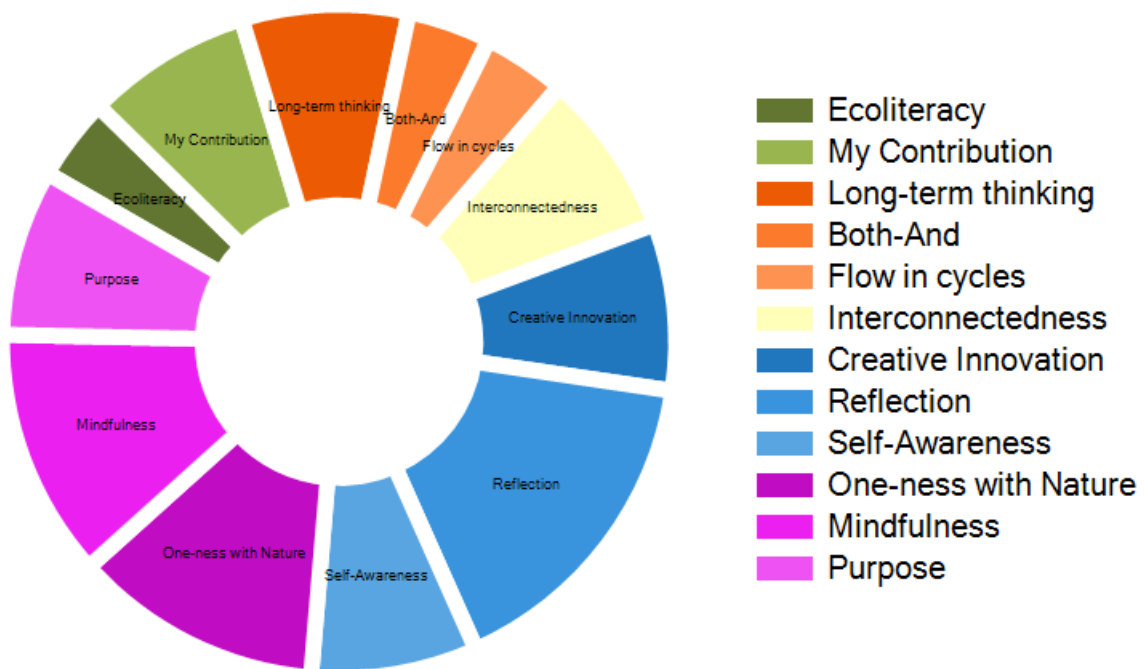 Long-term thinking
Both-And
Flow in cycles
My Contribution
Ecoliteracy
Interconnectedness
Purpose
Creative Innovation
Mindfulness
Reflection
One-ness with Nature
Self-Awareness
Ecoliteracy
My Contribution
Long-term thinking
Both-And
Flow in cycles
Interconnectedness
Creative Innovation
Reflection
Self-Awareness
One-ness with Nature
Mindfulness
Purpose